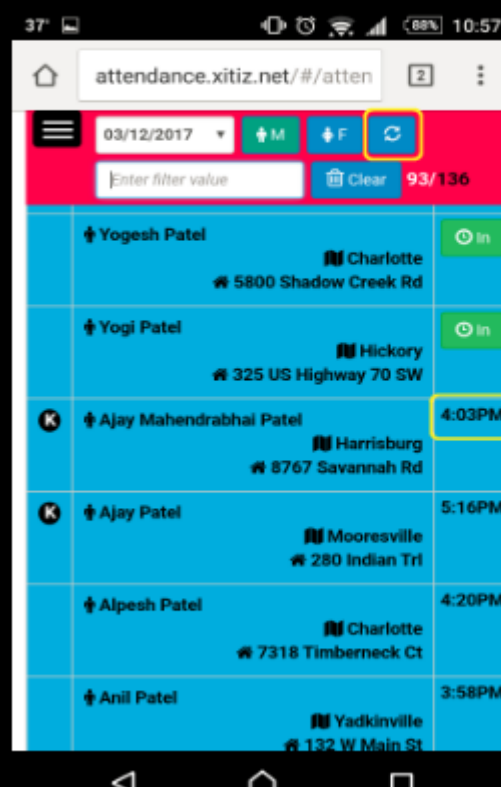 37° 88% 10:57
attendance.xitiz.net/#/atten 2
03/12/2017 M F
Enter filter value Clear 93/136
Yogesh Patel In
Charlotte
5800 Shadow Creek Rd
Yogi Patel In
Hickory
325 US Highway 70 SW
K Ajay Mahendrabhai Patel 4:03PM
Harrisburg
8767 Savannah Rd
K Ajay Patel 5:16PM
Mooresville
280 Indian Trl
Alpesh Patel 4:20PM
Charlotte
7318 Timberneck Ct
Anil Patel 3:58PM
Yadkinville
132 W Main St